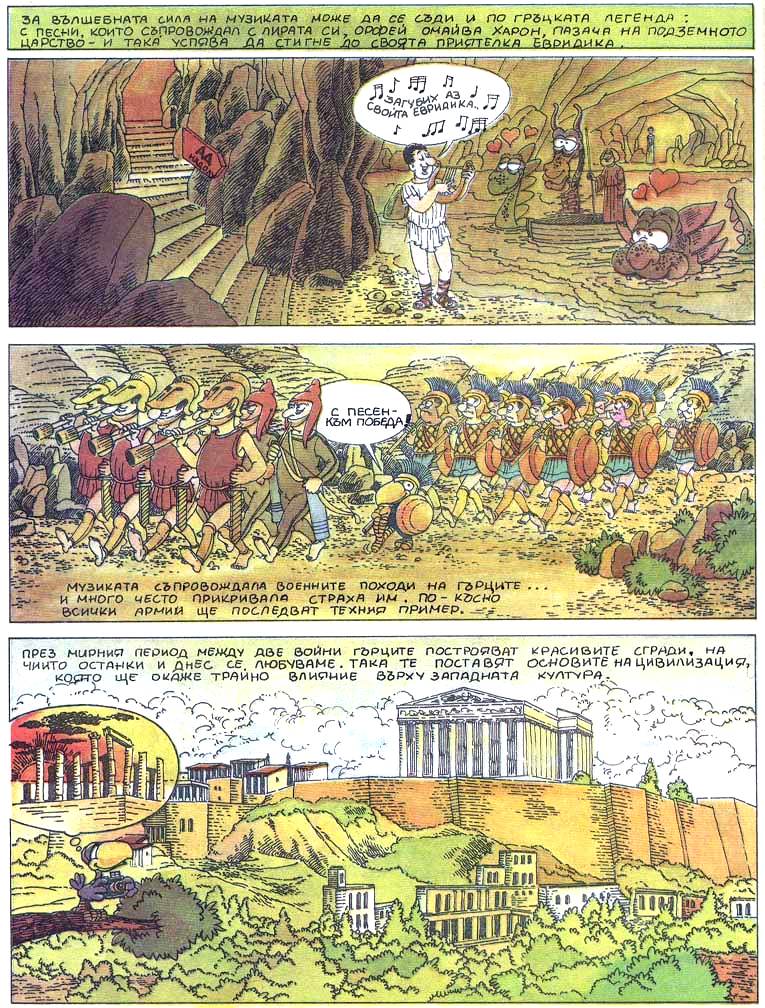 ЗА ВЪЛШЕБНАТА СИЛА НА МУЗИКАТА МОЖЕ ДА СЕ СЪДИ И ПО ГРЪЦКАТА ЛЕГЕНДА:
С ПЕСНИ, КОИТО СЪПРОВОЖДАЛ С ЛИРАТА СИ, ОРФЕЙ ОМАЙВА ХАРОН, ПАЗАЧА НА ПОДЗЕМНОТО
ЦАРСТВО - И ТАКА УСПЯВА ДА СТИГНЕ ДО СВОЯТА ПРИЯТЕЛКА ЕВРИДИКА.
ЗАГУБИХ АЗ
СВОЙТА ЕВРИДИКА..
АД
С ПЕСЕН-
КЪМ ПОБЕДА!
МУЗИКАТА СЪПРОВОЖДАЛА ВОЕННИТЕ ПОХОДИ НА ГЪРЦИТЕ...
И МНОГО ЧЕСТО ПРИКРИВАЛА СТРАХА ИМ. ПО-КЪСНО
ВСИЧКИ АРМИИ ЩЕ ПОСЛЕДВАТ ТЕХНИЯ ПРИМЕР.
ПРЕЗ МИРНИЯ ПЕРИОД МЕЖДУ ДВЕ ВОЙНИ ГЪРЦИТЕ ПОСТРОЯВАТ КРАСИВИТЕ СГРАДИ, НА
ЧИИТО ОСТАНКИ И ДНЕС СЕ ЛЮБУВАМЕ. ТАКА ТЕ ПОСТАВЯТ ОСНОВИТЕ НА ЦИВИЛИЗАЦИЯ,
КОЯТО ЩЕ ОКАЖЕ ТРАЙНО ВЛИЯНИЕ ВЪРХУ ЗАПАДНАТА КУЛТУРА.